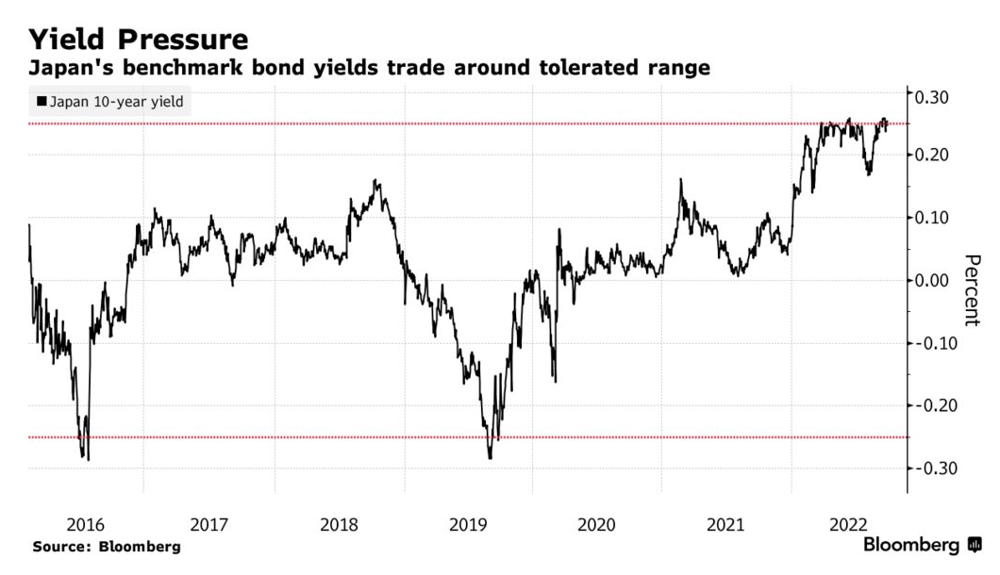 Yield Pressure
Japan's benchmark bond yields trade around tolerated range
Japan 10-year yield
0.30
0.20
0.10
0.00
-0.10
-0.20
-0.30
Percent
2016 2017 2018 2019 2020 2021 2022
Source: Bloomberg
Bloomberg